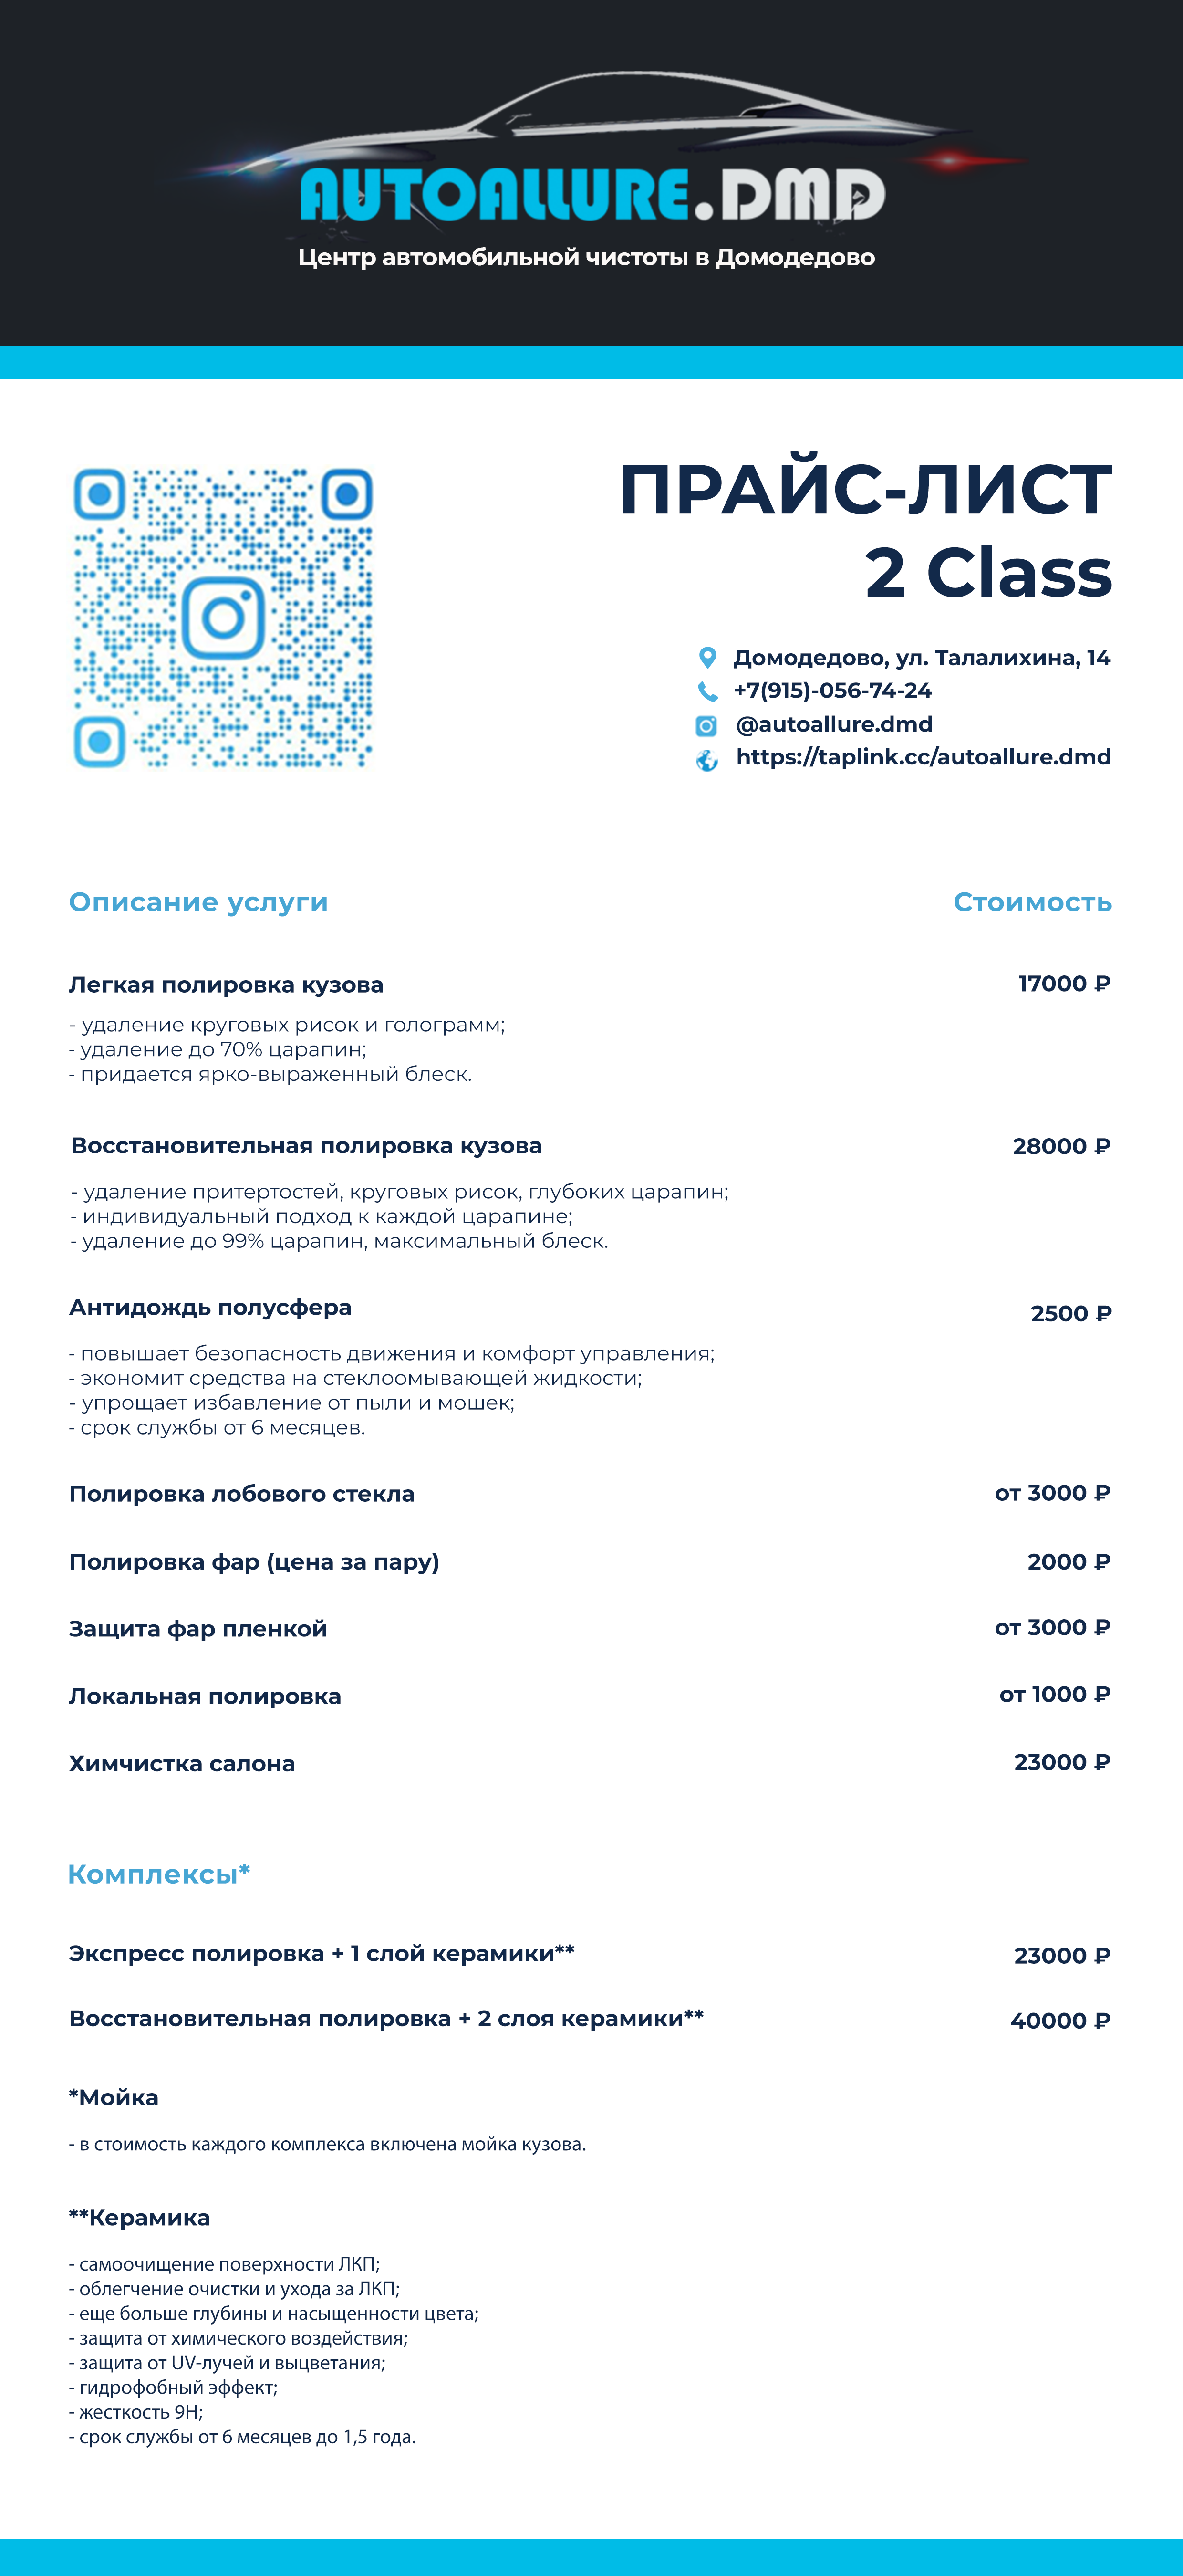 AUTOALLURE.DMD
Центр автомобильной чистоты в Домодедово
ПРАЙС-ЛИСТ
2 Class
Домодедово, ул. Талалихина, 14
+7(915)-056-74-24
@autoallure.dmd
https://taplink.cc/autoallure.dmd
Описание услуги Стоимость
Легкая полировка кузова 17000 ₽
- удаление круговых рисок и голограмм;
- удаление до 70% царапин;
- придается ярко-выраженный блеск.
Восстановительная полировка кузова 28000 ₽
- удаление притертостей, круговых рисок, глубоких царапин;
- индивидуальный подход к каждой царапине;
- удаление до 99% царапин, максимальный блеск.
Антидождь полусфера 2500 ₽
- повышает безопасность движения и комфорт управления;
- экономит средства на стеклоомывающей жидкости;
- упрощает избавление от пыли и мошек;
- срок службы от 6 месяцев.
Полировка лобового стекла от 3000 ₽
Полировка фар (цена за пару) 2000 ₽
Защита фар пленкой от 3000 ₽
Локальная полировка от 1000 ₽
Химчистка салона 23000 ₽
Комплексы*
Экспресс полировка + 1 слой керамики** 23000 ₽
Восстановительная полировка + 2 слоя керамики** 40000 ₽
*Мойка
- в стоимость каждого комплекса включена мойка кузова.
**Керамика
- самоочищение поверхности ЛКП;
- облегчение очистки и ухода за ЛКП;
- еще больше глубины и насыщенности цвета;
- защита от химического воздействия;
- защита от UV-лучей и выцветания;
- гидрофобный эффект;
- жесткость 9Н;
- срок службы от 6 месяцев до 1,5 года.